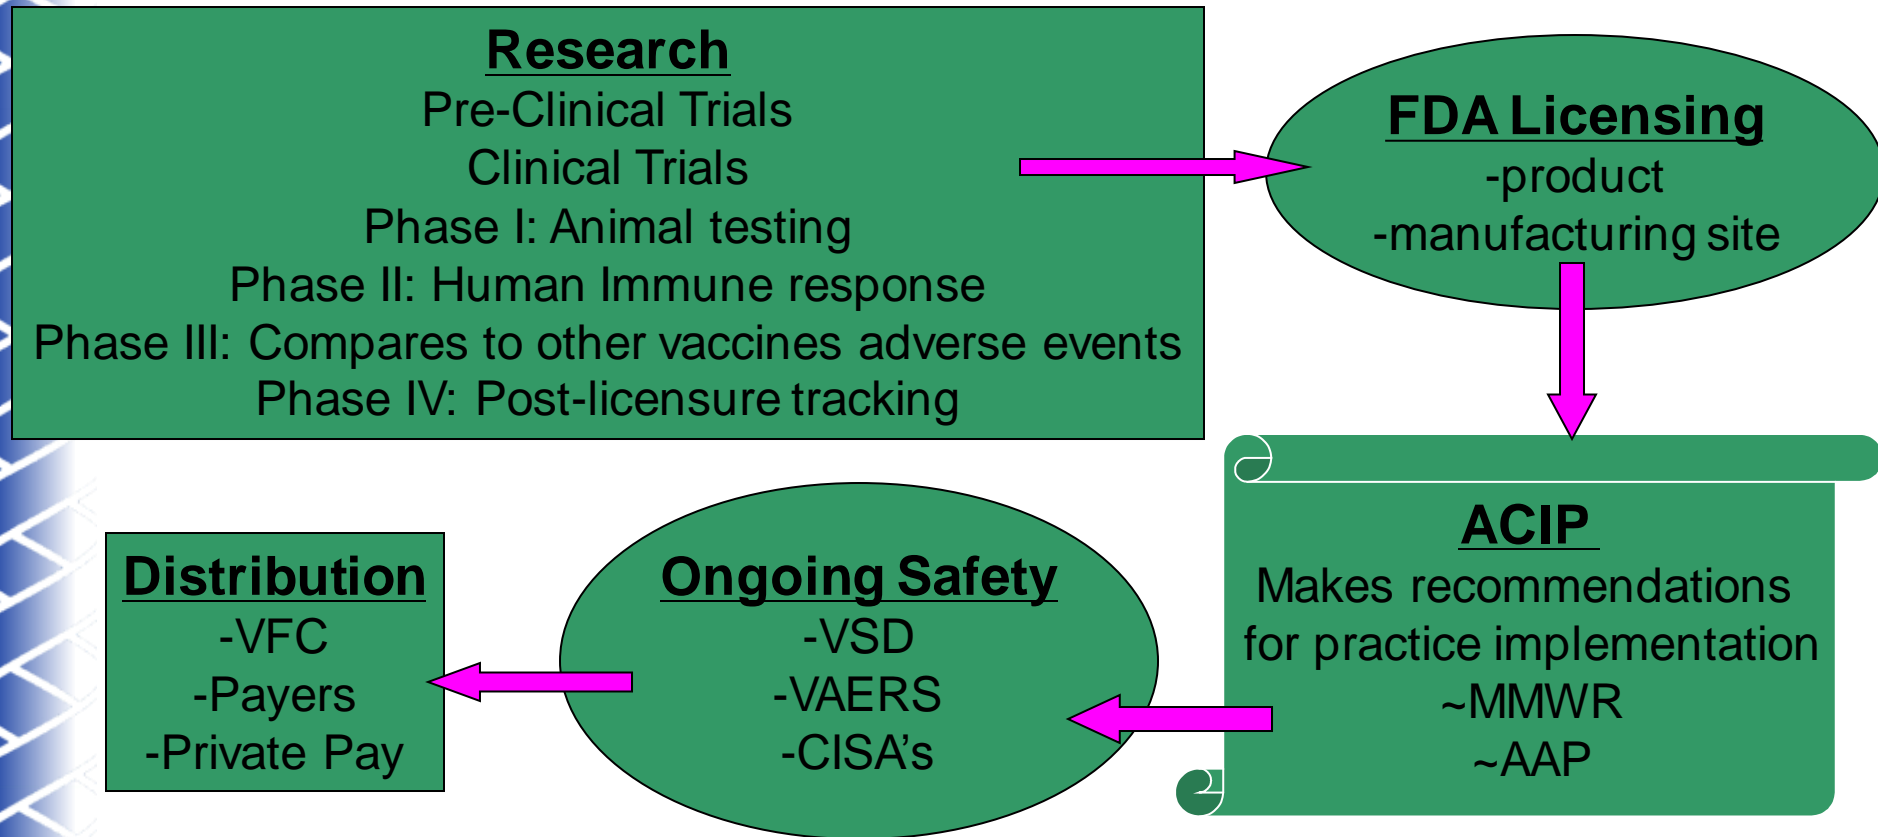 Research
Pre-Clinical Trials
Clinical Trials
Phase I: Animal testing
Phase II: Human Immune response
Phase III: Compares to other vaccines adverse events
Phase IV: Post-licensure tracking
FDA Licensing
-product
-manufacturing site
ACIP
Makes recommendations
for practice implementation
~MMWR
~AAP
Ongoing Safety
-VSD
-VAERS
-CISA's
Distribution
-VFC
-Payers
-Private Pay